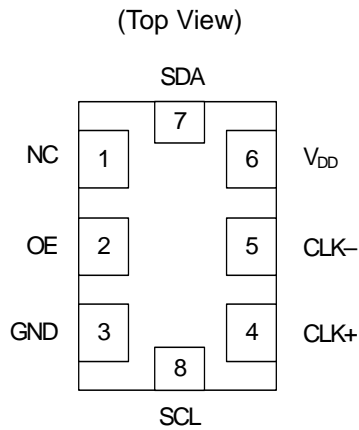 (Top View)
SDA
7
NC 1 6 VDD
OE 2 5 CLK–
GND 3 4 CLK+
8
SCL